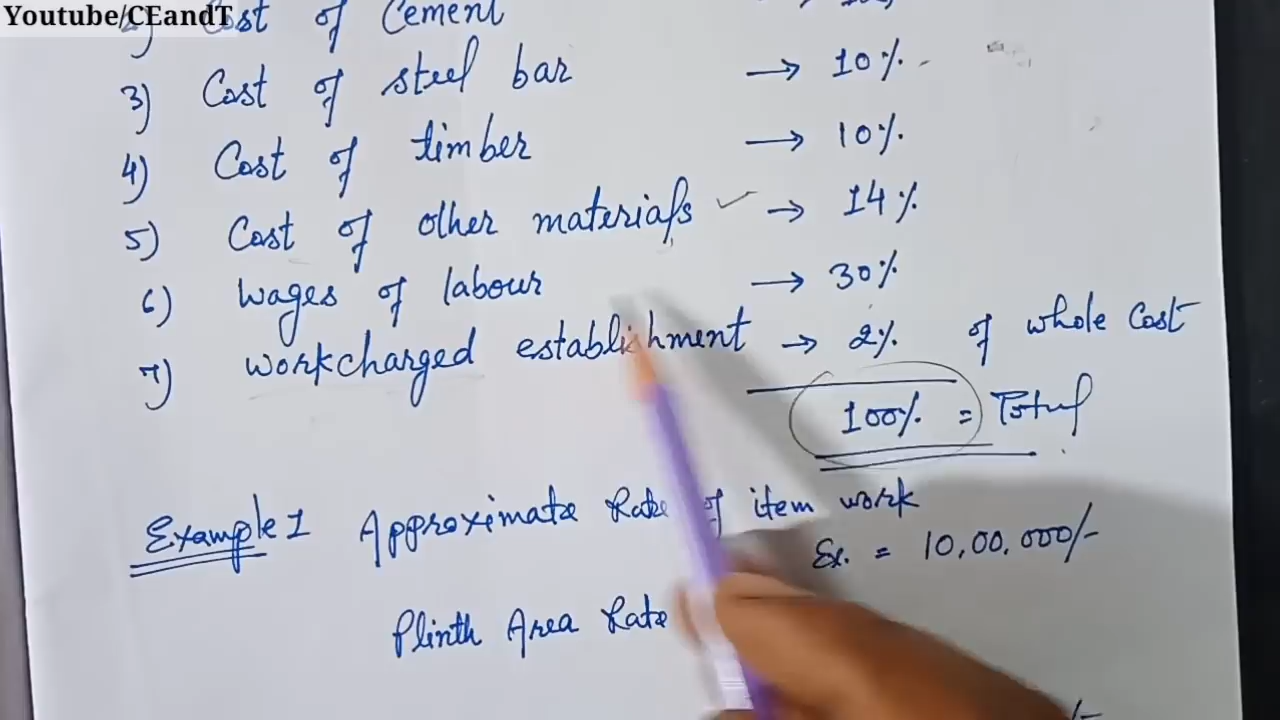 Youtube/CEandT
2) Cost of Cement
3) Cost of steel bar → 10%
4) Cost of timber → 10%
5) Cost of other materials ✓ → 14%
6) Wages of labour → 30%
7) workcharged establishment → 2% of whole Cost
100% = Total
Example 1 Approximate Rate of item work
Ex. = 10,00,000/-
Plinth Area Rate